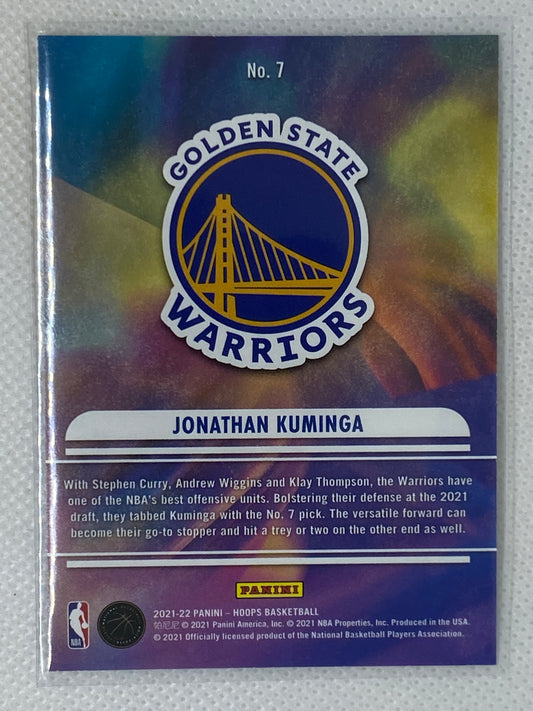 No. 7
GOLDEN STATE
WARRIORS
JONATHAN KUMINGA
With Stephen Curry, Andrew Wiggins and Klay Thompson, the Warriors have
one of the NBA's best offensive units. Bolstering their defense at the 2021
draft, they tabbed Kuminga with the No. 7 pick. The versatile forward can
become their go-to stopper and hit a trey or two on the other end as well.
PANINI
2021-22 PANINI – HOOPS BASKETBALL
帕尼尼 © 2021 Panini America, Inc. © 2021 NBA Properties, Inc. Produced in the USA.
© 2021 Officially licensed product of the National Basketball Players Association.
NBA